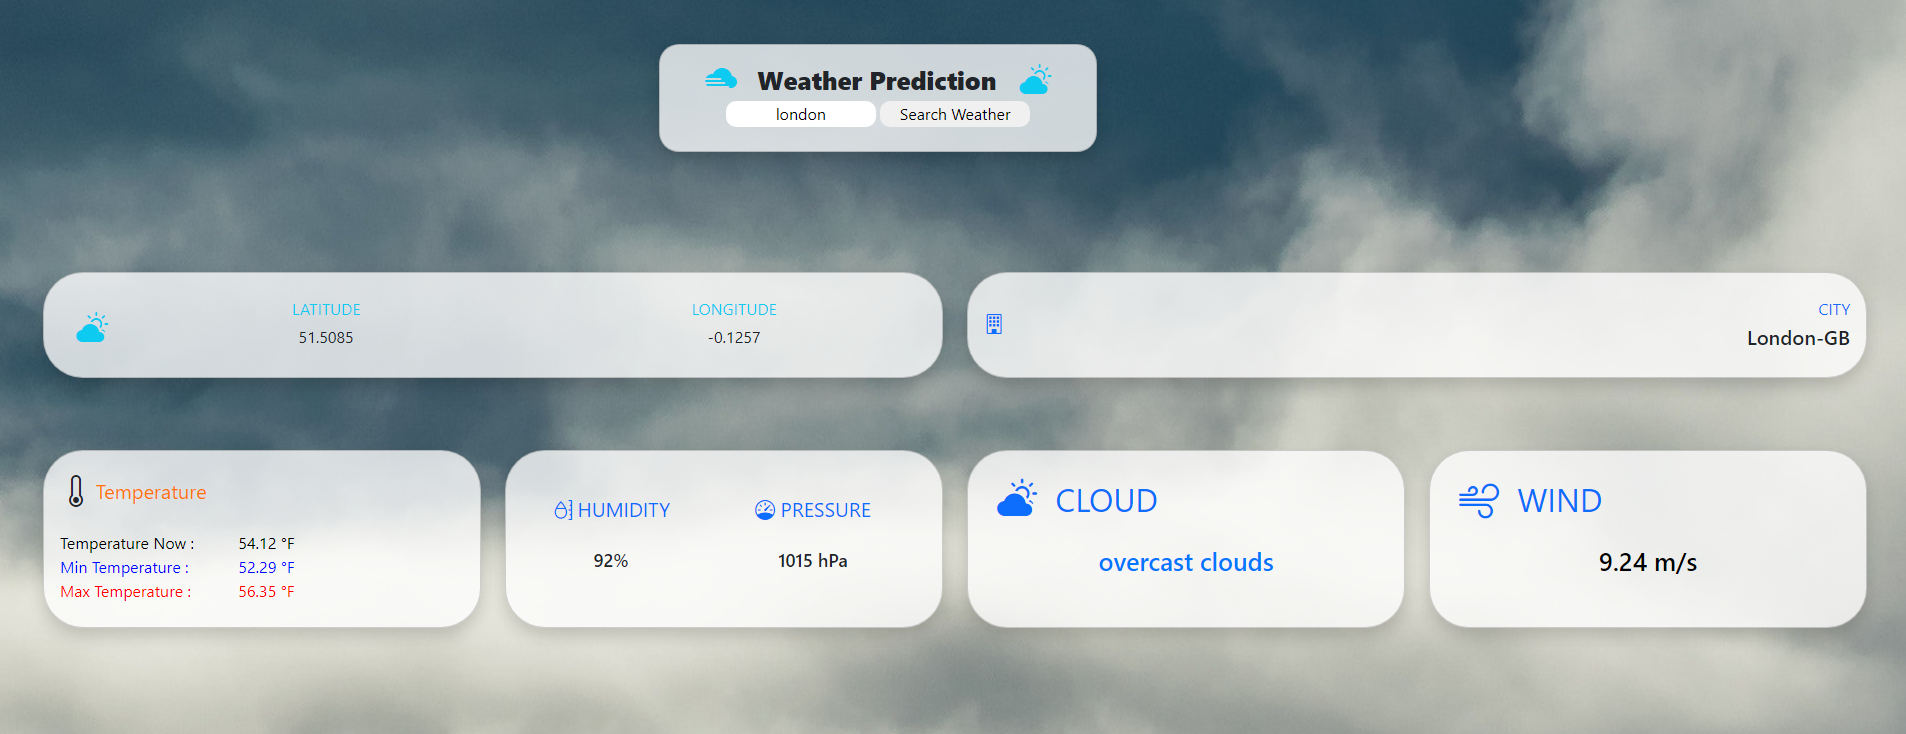 Weather Prediction
london
Search Weather
LATITUDE
51.5085
LONGITUDE
-0.1257
CITY
London-GB
Temperature
Temperature Now : 54.12 °F
Min Temperature : 52.29 °F
Max Temperature : 56.35 °F
HUMIDITY
92%
PRESSURE
1015 hPa
CLOUD
overcast clouds
WIND
9.24 m/s